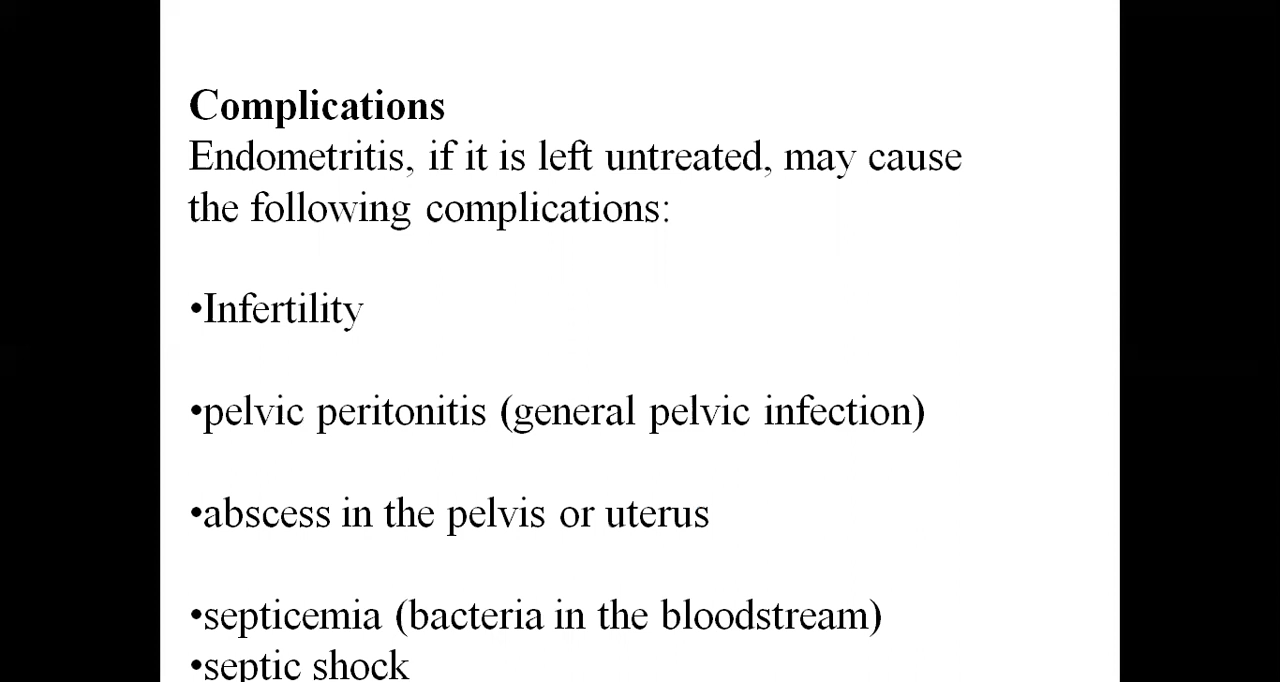 Complications
Endometritis, if it is left untreated, may cause
the following complications:
•Infertility
•pelvic peritonitis (general pelvic infection)
•abscess in the pelvis or uterus
•septicemia (bacteria in the bloodstream)
•septic shock